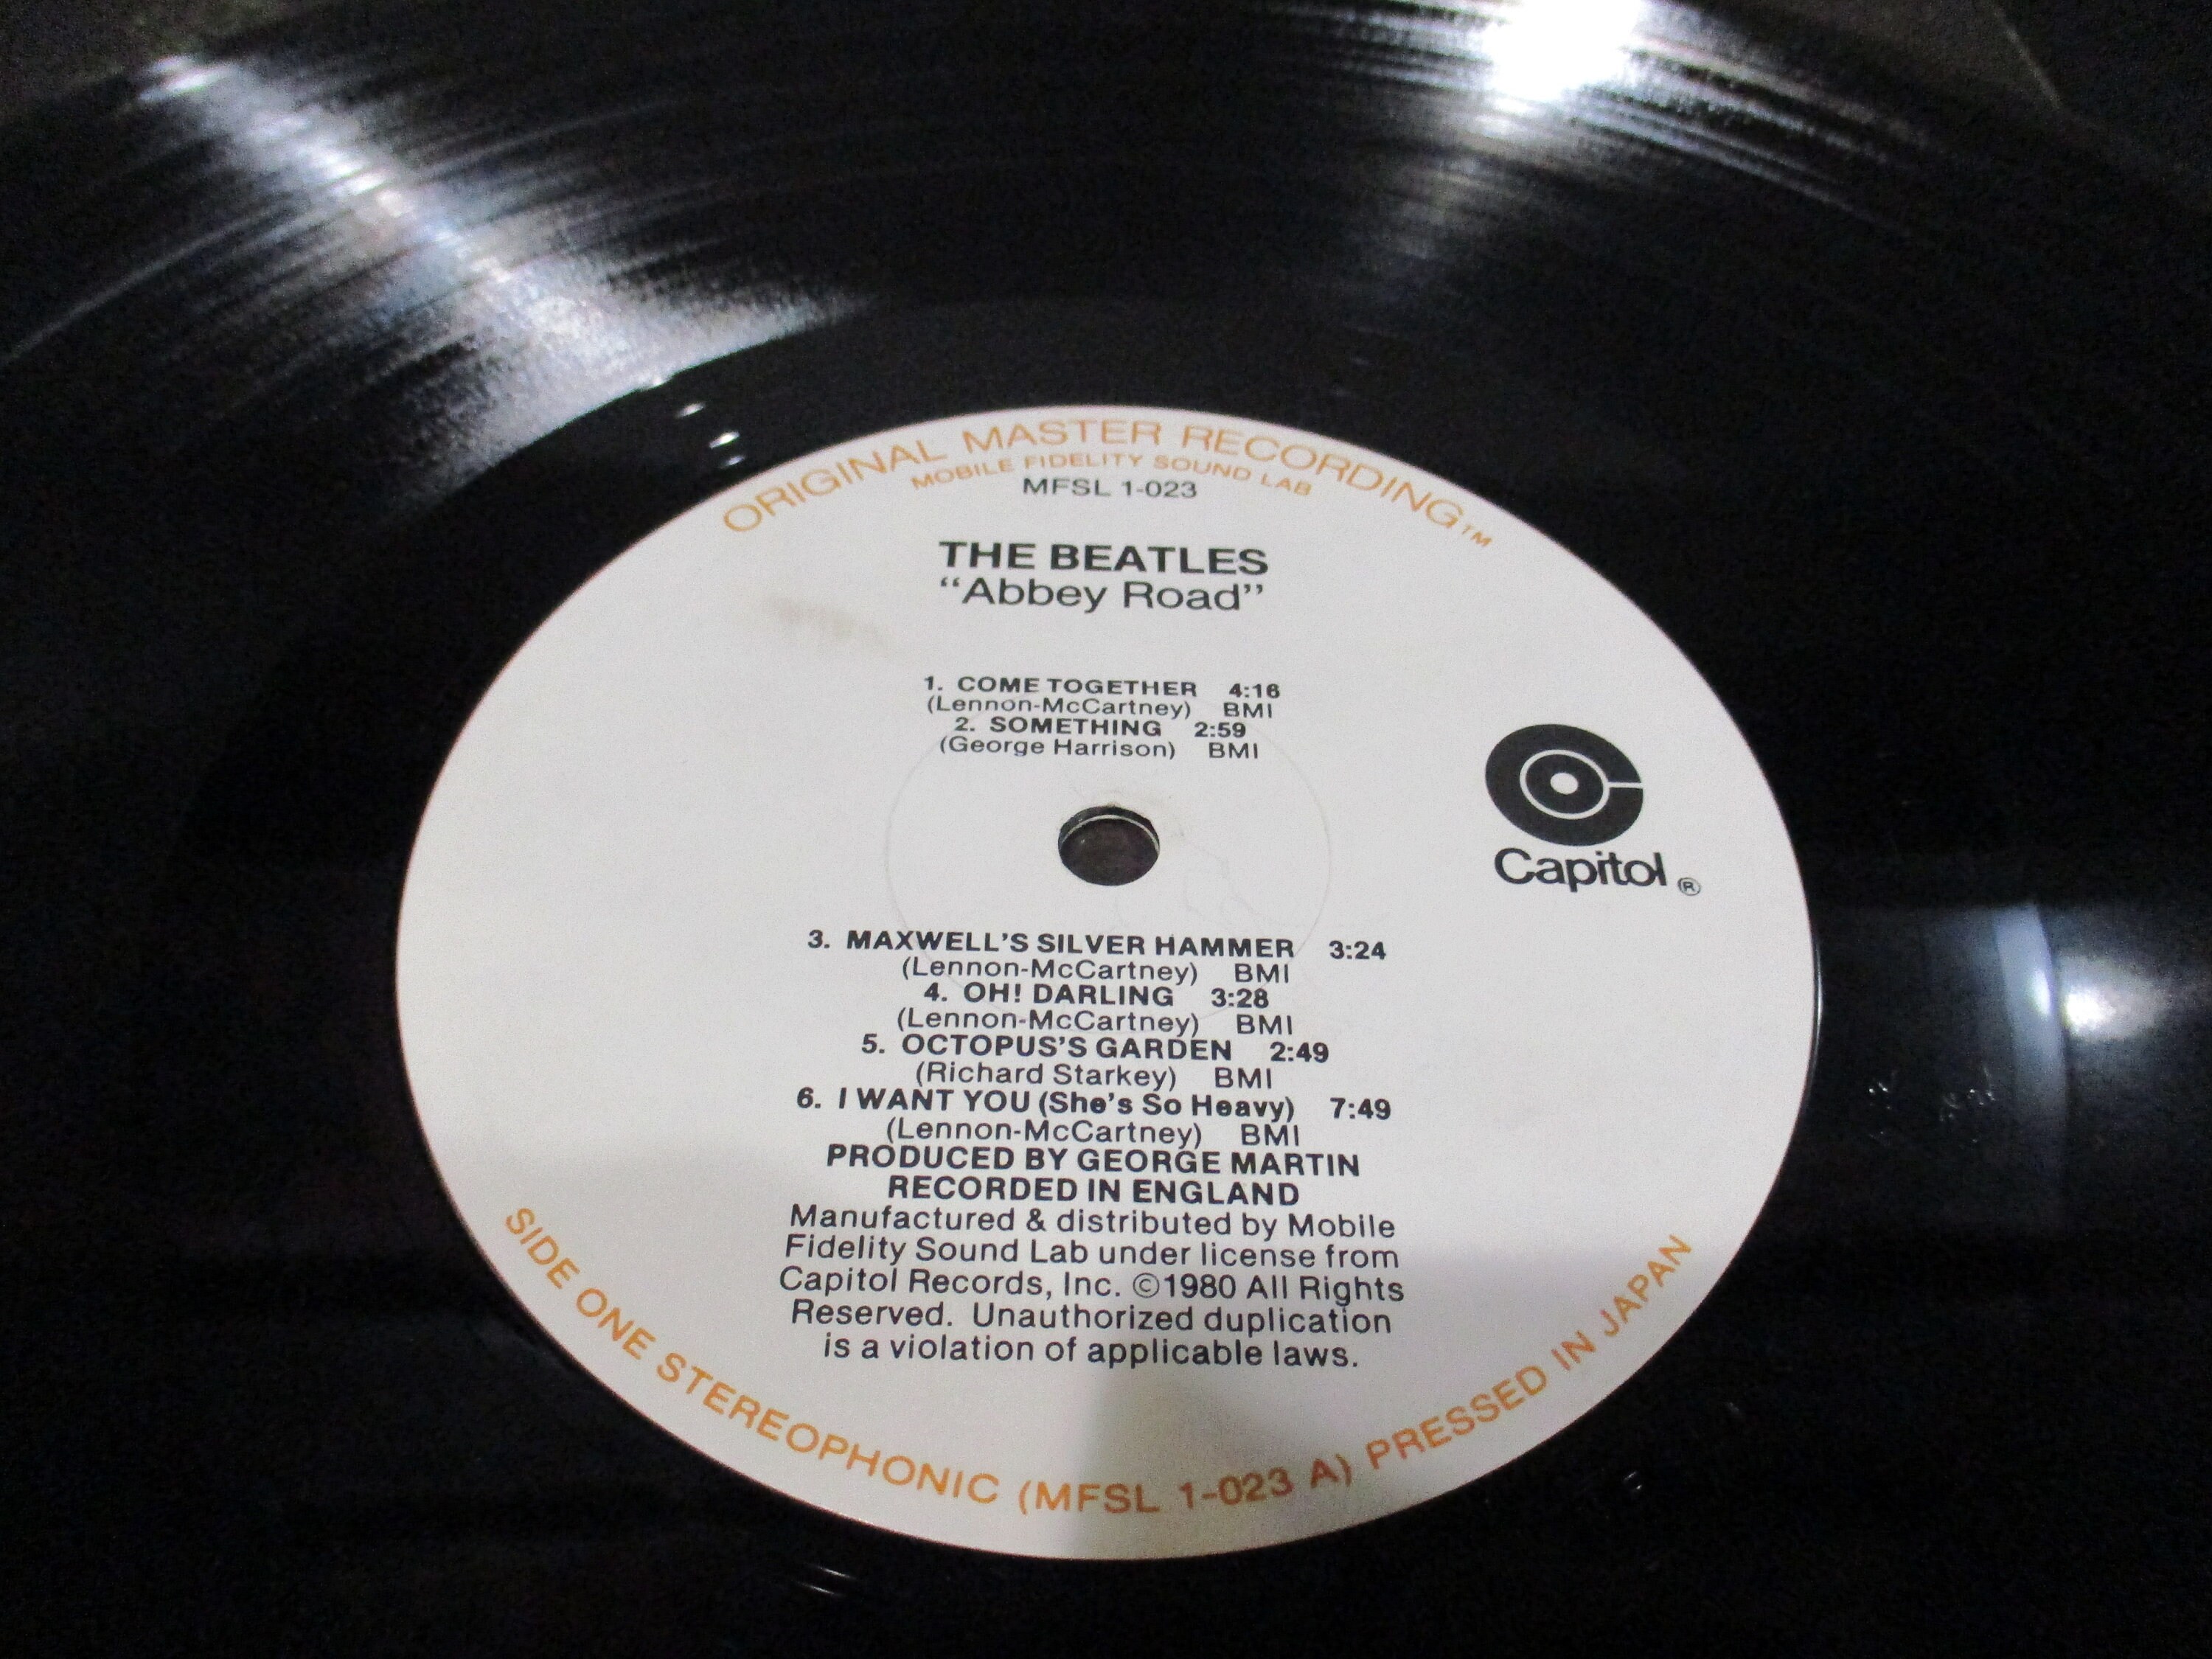 ORIGINAL MASTER RECORDING™
MOBILE FIDELITY SOUND LAB
MFSL 1-023
THE BEATLES
“Abbey Road”
1. COME TOGETHER 4:16
(Lennon-McCartney) BMI
2. SOMETHING 2:59
(George Harrison) BMI
Capitol ®
3. MAXWELL’S SILVER HAMMER 3:24
(Lennon-McCartney) BMI
4. OH! DARLING 3:28
(Lennon-McCartney) BMI
5. OCTOPUS’S GARDEN 2:49
(Richard Starkey) BMI
6. I WANT YOU (She’s So Heavy) 7:49
(Lennon-McCartney) BMI
PRODUCED BY GEORGE MARTIN
RECORDED IN ENGLAND
Manufactured & distributed by Mobile
Fidelity Sound Lab under license from
Capitol Records, Inc. ©1980 All Rights
Reserved. Unauthorized duplication
is a violation of applicable laws.
SIDE ONE STEREOPHONIC (MFSL 1-023 A) PRESSED IN JAPAN